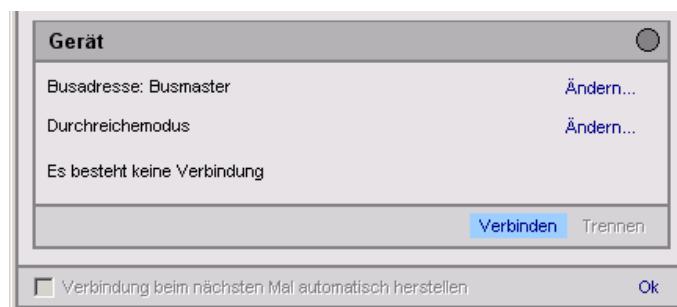 Gerät
Busadresse: Busmaster Ändern...
Durchreichemodus Ändern...
Es besteht keine Verbindung
Verbinden Trennen
Verbindung beim nächsten Mal automatisch herstellen Ok